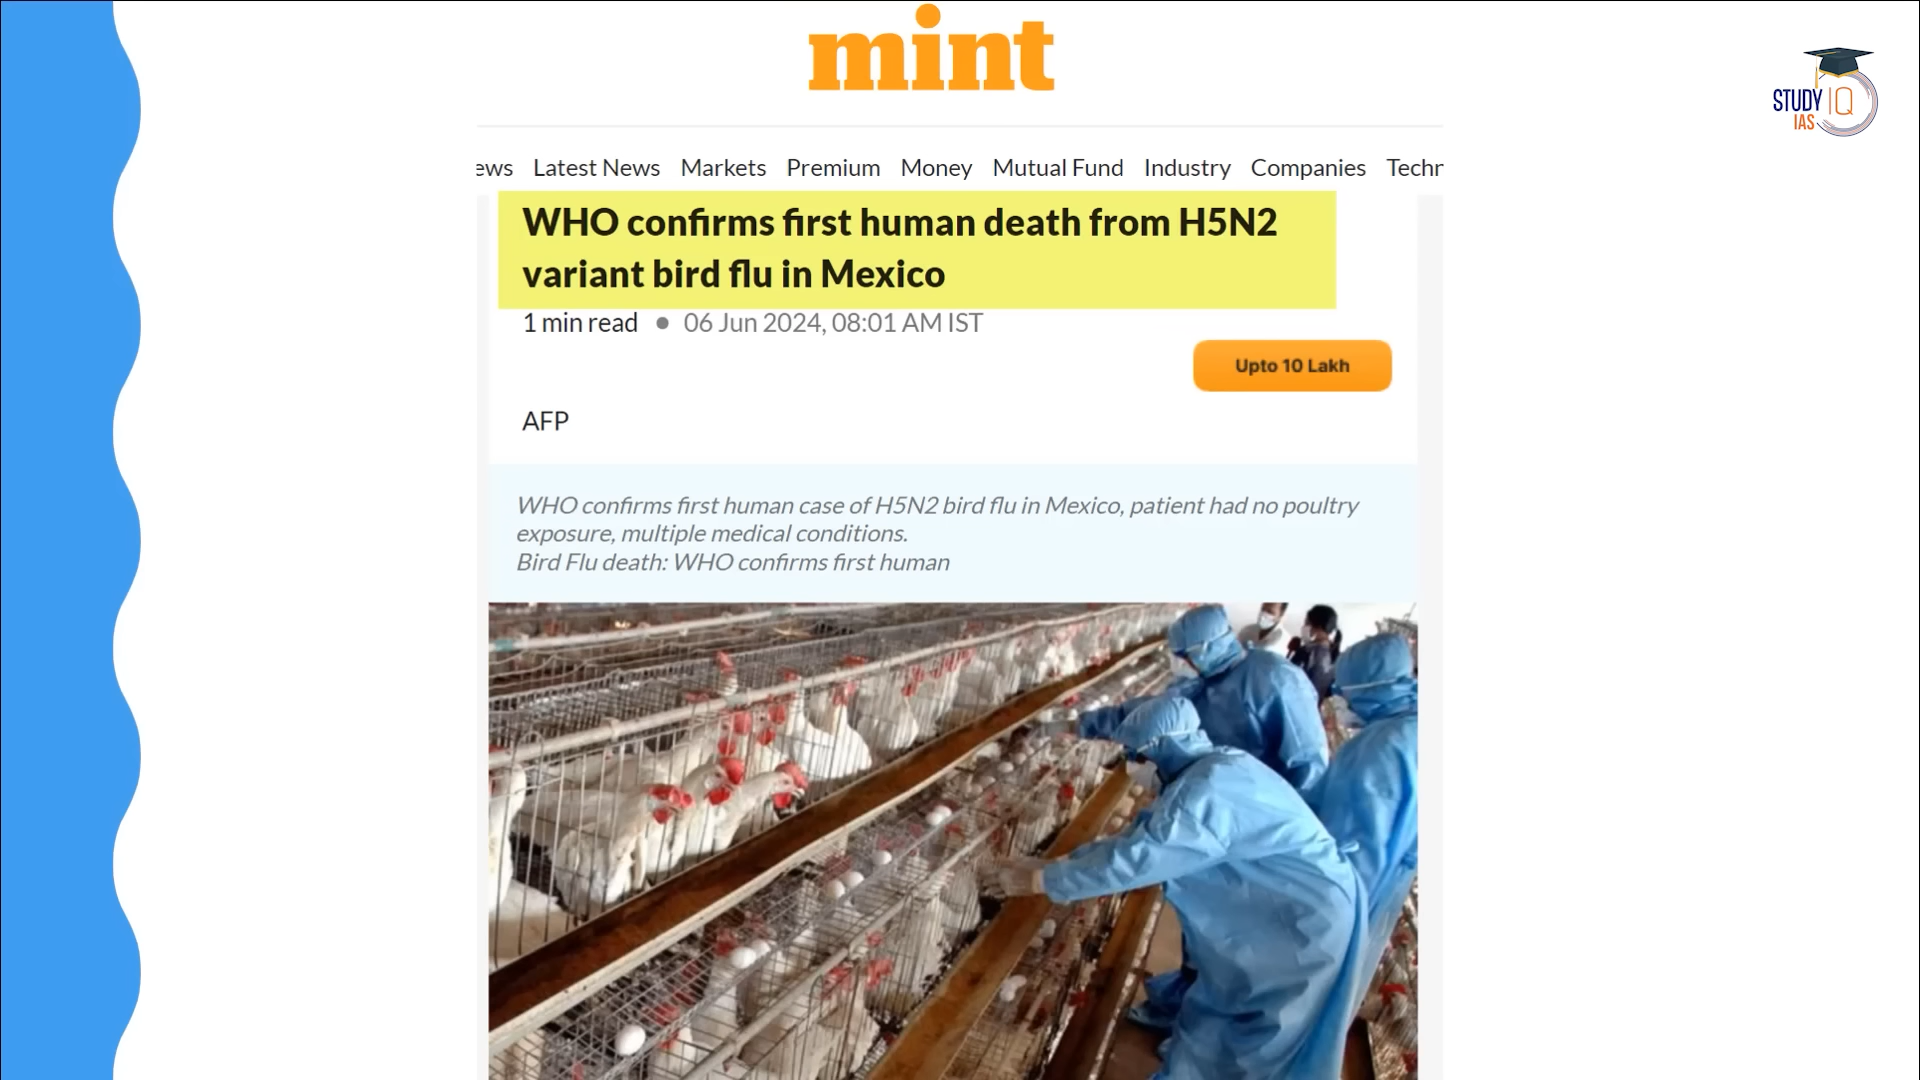 mint
STUDY IQ
IAS
ews Latest News Markets Premium Money Mutual Fund Industry Companies Techr
WHO confirms first human death from H5N2
variant bird flu in Mexico
1 min read ● 06 Jun 2024, 08:01 AM IST
Upto 10 Lakh
AFP
WHO confirms first human case of H5N2 bird flu in Mexico, patient had no poultry
exposure, multiple medical conditions.
Bird Flu death: WHO confirms first human